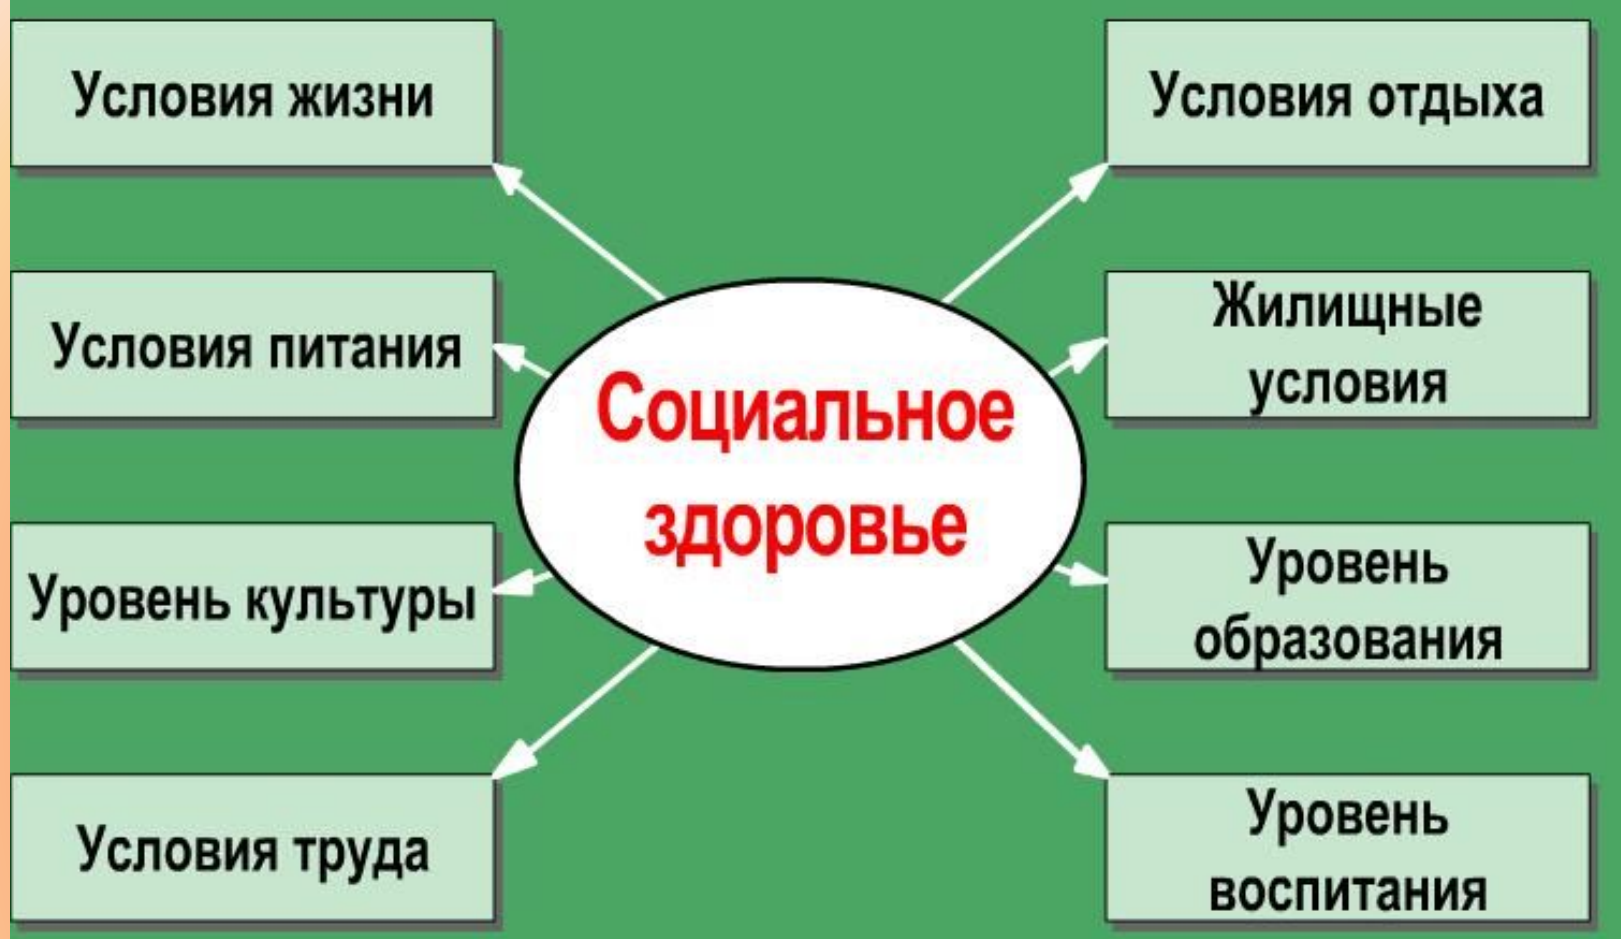 Условия жизни
Условия отдыха
Условия питания
Жилищные
условия
Социальное
здоровье
Уровень культуры
Уровень
образования
Условия труда
Уровень
воспитания